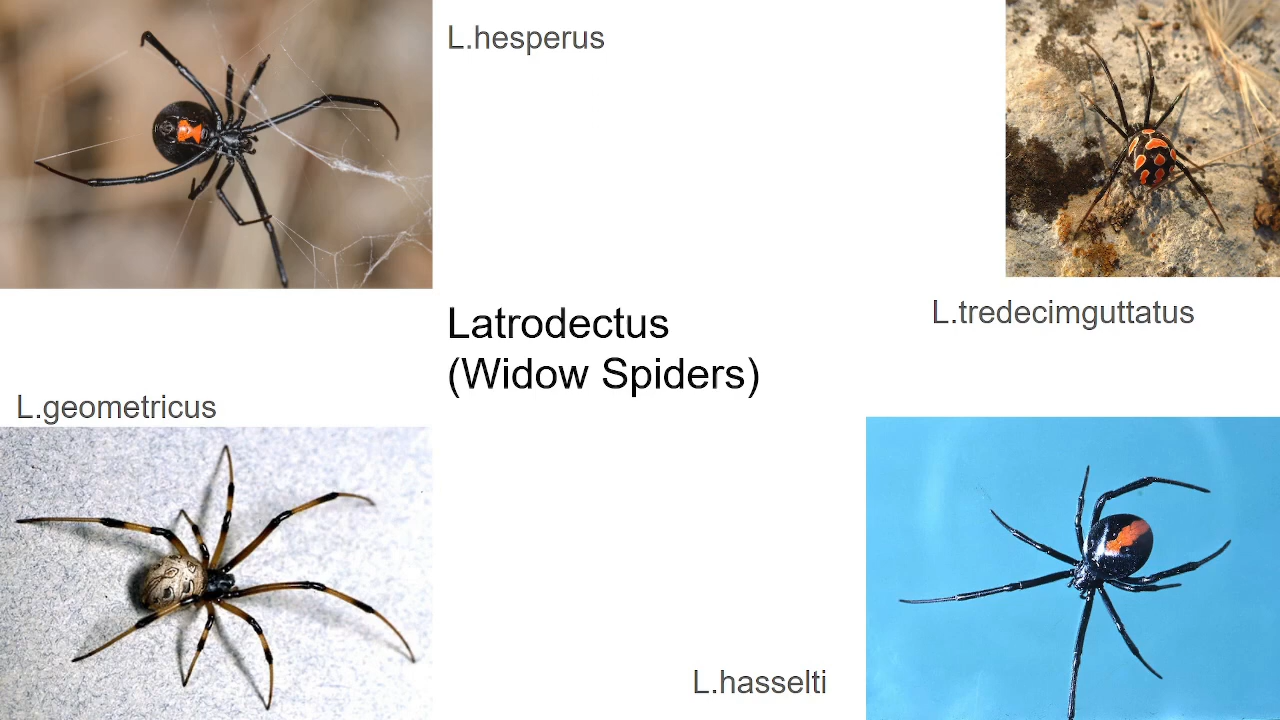 L.hesperus
L.tredecimguttatus
Latrodectus
(Widow Spiders)
L.geometricus
L.hasselti